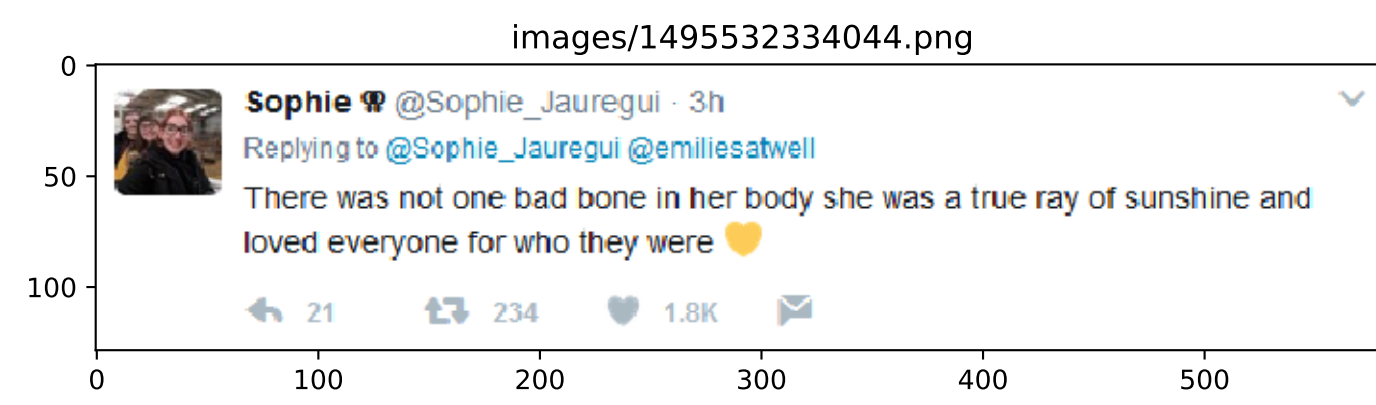 images/1495532334044.png
Sophie 🎗 @Sophie_Jauregui · 3h
Replying to @Sophie_Jauregui @emiliesatwell
There was not one bad bone in her body she was a true ray of sunshine and
loved everyone for who they were 💛
21 234 1.8K
0
50
100
0 100 200 300 400 500